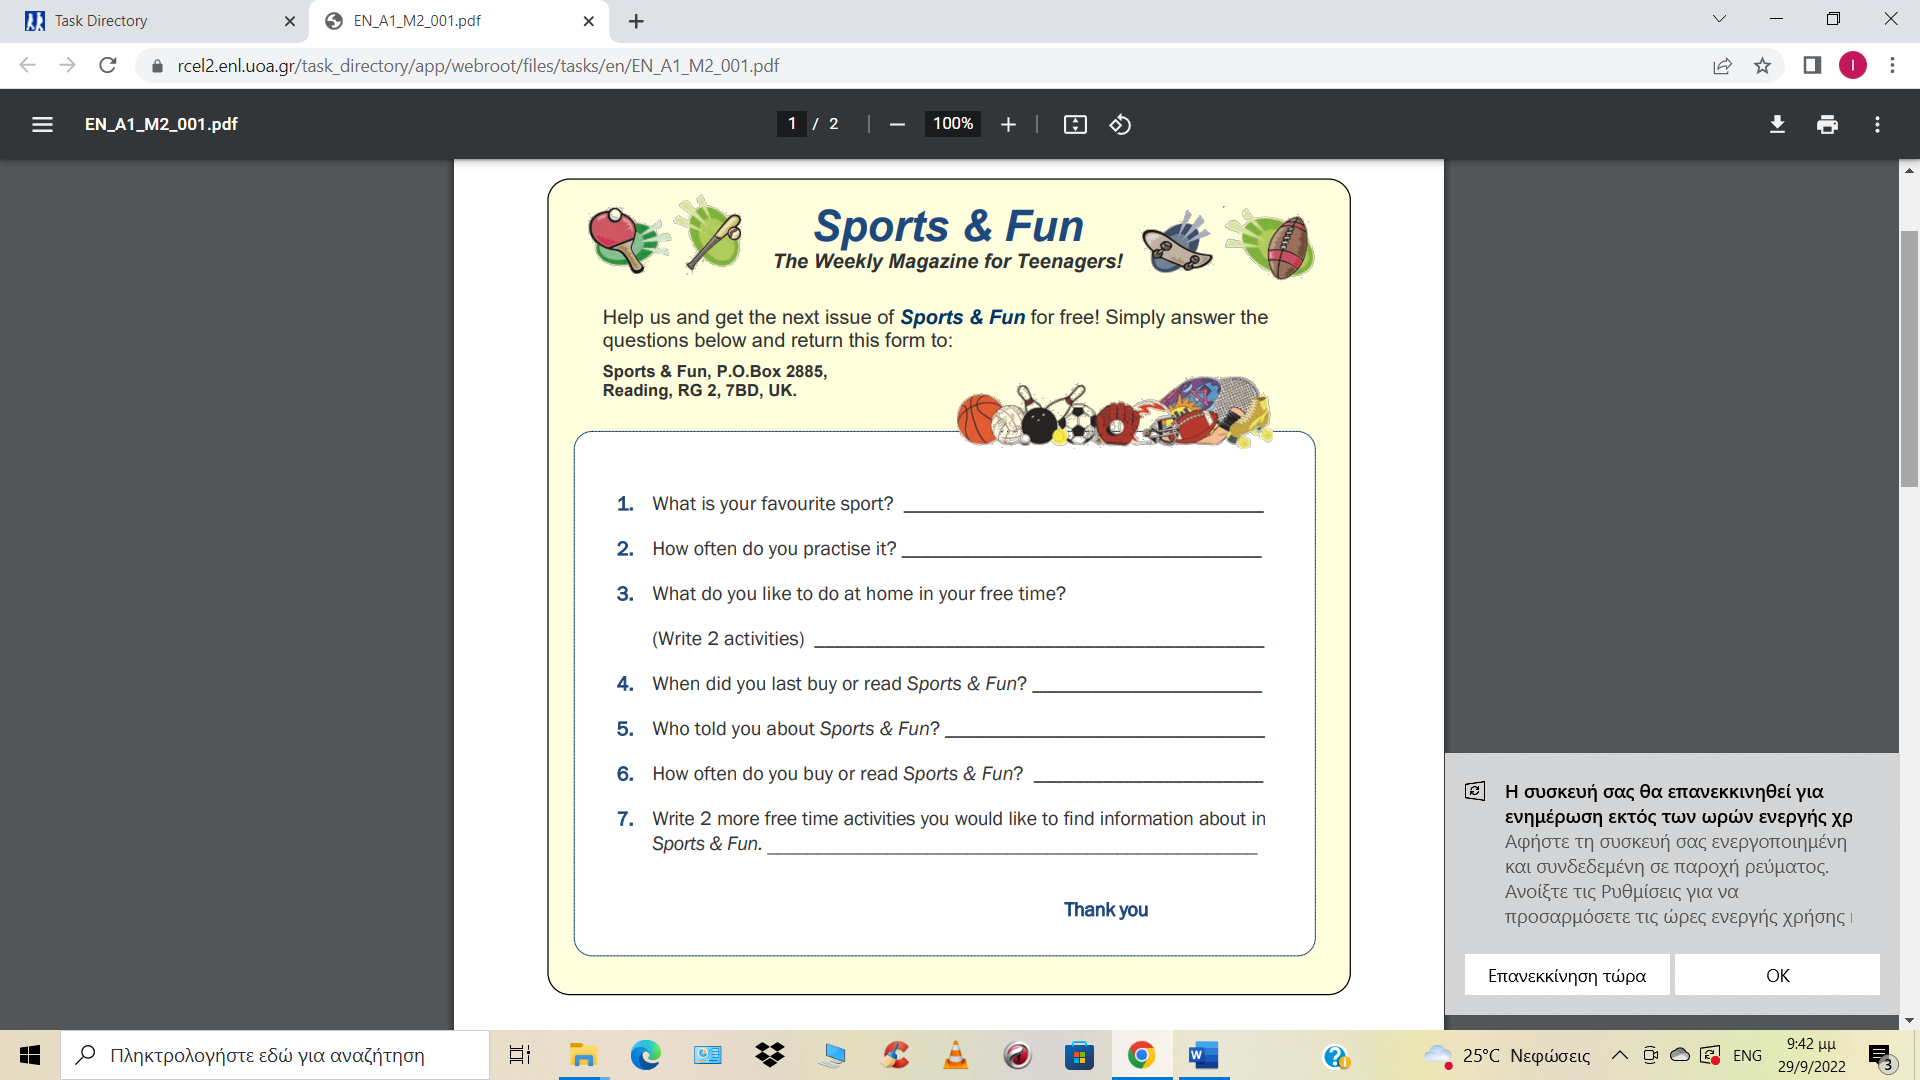 Task Directory
EN_A1_M2_001.pdf
rcel2.enl.uoa.gr/task_directory/app/webroot/files/tasks/en/EN_A1_M2_001.pdf
I
EN_A1_M2_001.pdf
1 / 2
100%
Sports & Fun
The Weekly Magazine for Teenagers!
Help us and get the next issue of Sports & Fun for free! Simply answer the
questions below and return this form to:
Sports & Fun, P.O.Box 2885,
Reading, RG 2, 7BD, UK.
1. What is your favourite sport? ____________________
2. How often do you practise it? ____________________
3. What do you like to do at home in your free time?
(Write 2 activities) ____________________
4. When did you last buy or read Sports & Fun? ____________________
5. Who told you about Sports & Fun? ____________________
6. How often do you buy or read Sports & Fun? ____________________
7. Write 2 more free time activities you would like to find information about in
Sports & Fun. ____________________
Thank you
Η συσκευή σας θα επανεκκινηθεί για
ενημέρωση εκτός των ωρών ενεργής χρ
Αφήστε τη συσκευή σας ενεργοποιημένη
και συνδεδεμένη σε παροχή ρεύματος.
Ανοίξτε τις Ρυθμίσεις για να
προσαρμόσετε τις ώρες ενεργής χρήσης
Επανεκκίνηση τώρα
OK
Πληκτρολογήστε εδώ για αναζήτηση
25°C Νεφώσεις
ENG
9:42 μμ
29/9/2022
3